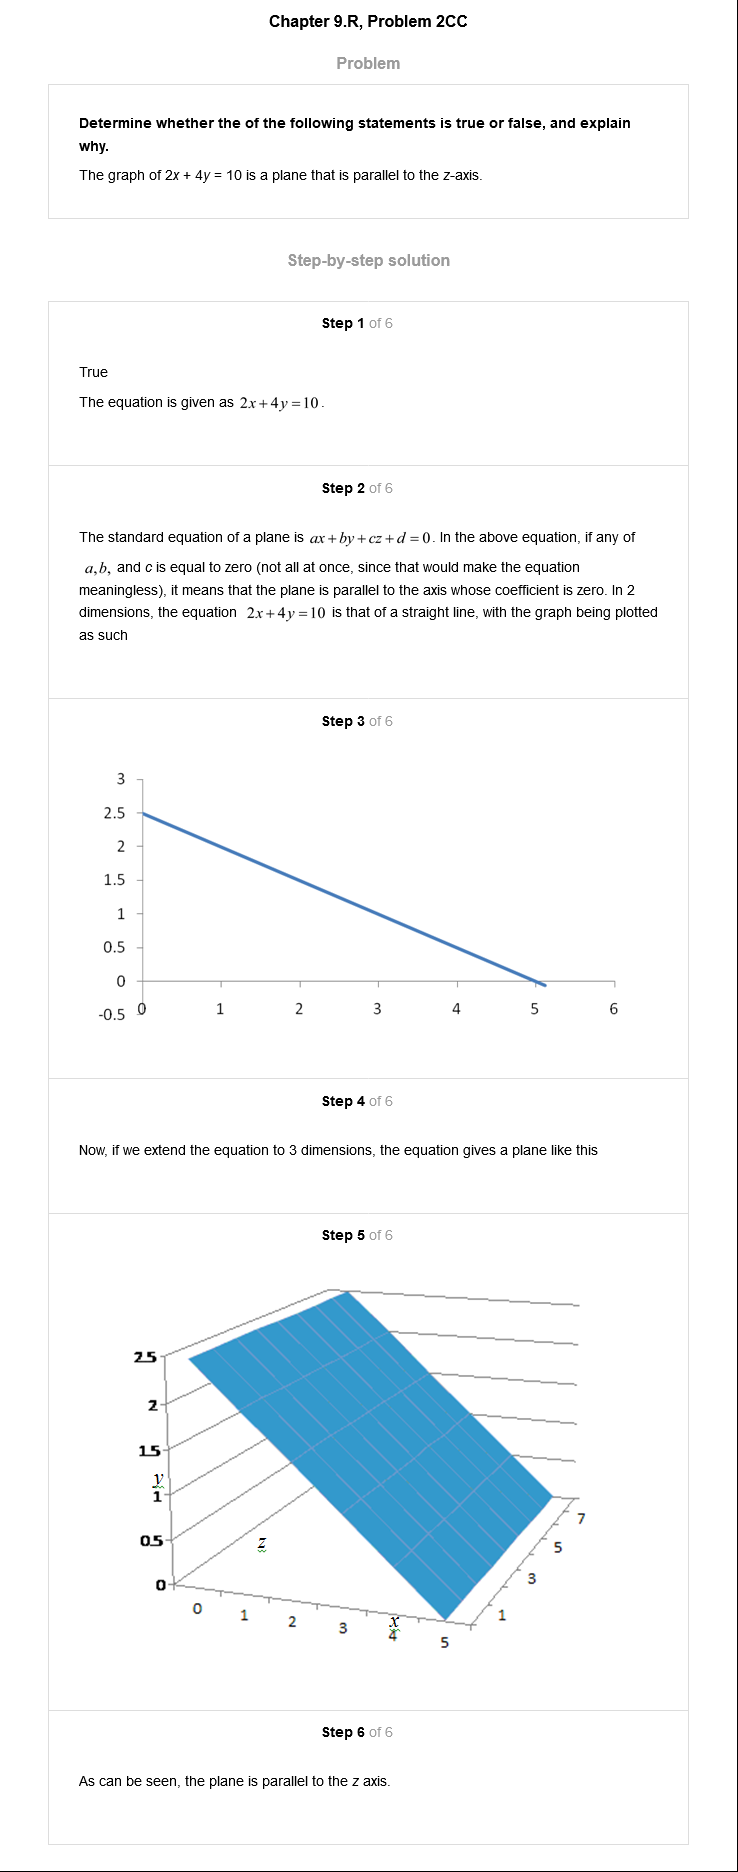 Chapter 9.R, Problem 2CC
Problem
Determine whether the of the following statements is true or false, and explain
why.
The graph of 2x + 4y = 10 is a plane that is parallel to the z-axis.
Step-by-step solution
Step 1 of 6
True
The equation is given as 2x+4y=10.
Step 2 of 6
The standard equation of a plane is ax+by+cz+d=0. In the above equation, if any of
a,b, and c is equal to zero (not all at once, since that would make the equation
meaningless), it means that the plane is parallel to the axis whose coefficient is zero. In 2
dimensions, the equation 2x+4y=10 is that of a straight line, with the graph being plotted
as such
Step 3 of 6
3
2.5
2
1.5
1
0.5
0
-0.5
0 1 2 3 4 5 6
Step 4 of 6
Now, if we extend the equation to 3 dimensions, the equation gives a plane like this
Step 5 of 6
2.5
2
1.5
y
1
0.5
0
z
0 1 2 3 x 4 5
1 3 5 7
Step 6 of 6
As can be seen, the plane is parallel to the z axis.